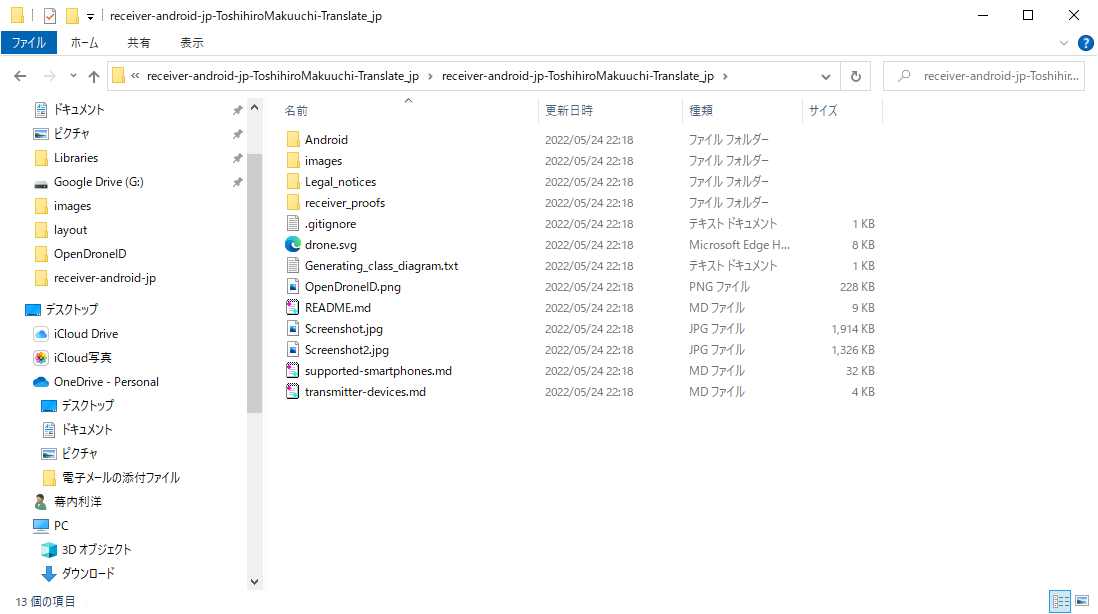 receiver-android-jp-ToshihiroMakuuchi-Translate_jp
ファイル ホーム 共有 表示
« receiver-android-jp-ToshihiroMakuuchi-Translate_jp › receiver-android-jp-ToshihiroMakuuchi-Translate_jp ›
receiver-android-jp-Toshihir...
ドキュメント
ピクチャ
Libraries
Google Drive (G:)
images
layout
OpenDroneID
receiver-android-jp
デスクトップ
iCloud Drive
iCloud写真
OneDrive - Personal
デスクトップ
ドキュメント
ピクチャ
電子メールの添付ファイル
幕内利洋
PC
3D オブジェクト
ダウンロード
名前 更新日時 種類 サイズ
Android 2022/05/24 22:18 ファイル フォルダー
images 2022/05/24 22:18 ファイル フォルダー
Legal_notices 2022/05/24 22:18 ファイル フォルダー
receiver_proofs 2022/05/24 22:18 ファイル フォルダー
.gitignore 2022/05/24 22:18 テキスト ドキュメント 1 KB
drone.svg 2022/05/24 22:18 Microsoft Edge H... 8 KB
Generating_class_diagram.txt 2022/05/24 22:18 テキスト ドキュメント 1 KB
OpenDroneID.png 2022/05/24 22:18 PNG ファイル 228 KB
README.md 2022/05/24 22:18 MD ファイル 9 KB
Screenshot.jpg 2022/05/24 22:18 JPG ファイル 1,914 KB
Screenshot2.jpg 2022/05/24 22:18 JPG ファイル 1,326 KB
supported-smartphones.md 2022/05/24 22:18 MD ファイル 32 KB
transmitter-devices.md 2022/05/24 22:18 MD ファイル 4 KB
13 個の項目